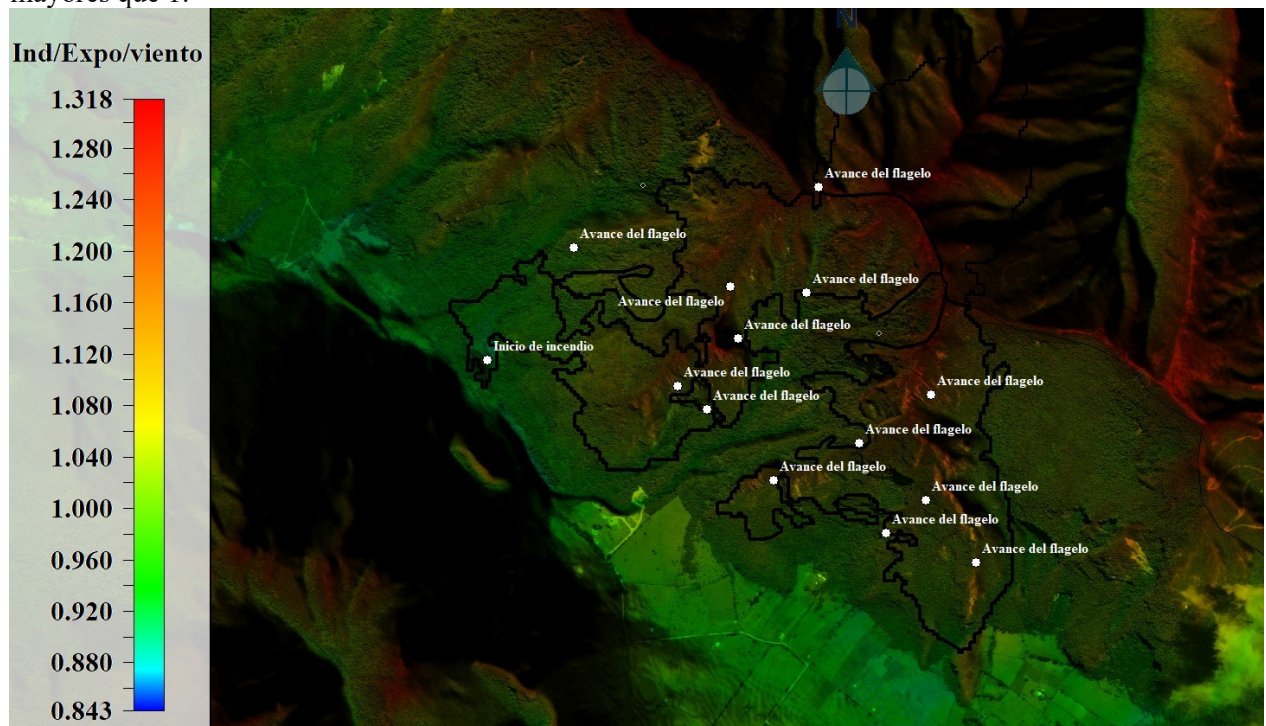 mayores que 1.
Ind/Expo/viento
1.318
1.280
1.240
1.200
1.160
1.120
1.080
1.040
1.000
0.960
0.920
0.880
0.843
N
Avance del flagelo
Avance del flagelo
Avance del flagelo
Avance del flagelo
Avance del flagelo
Inicio de incendio
Avance del flagelo
Avance del flagelo
Avance del flagelo
Avance del flagelo
Avance del flagelo
Avance del flagelo
Avance del flagelo
Avance del flagelo